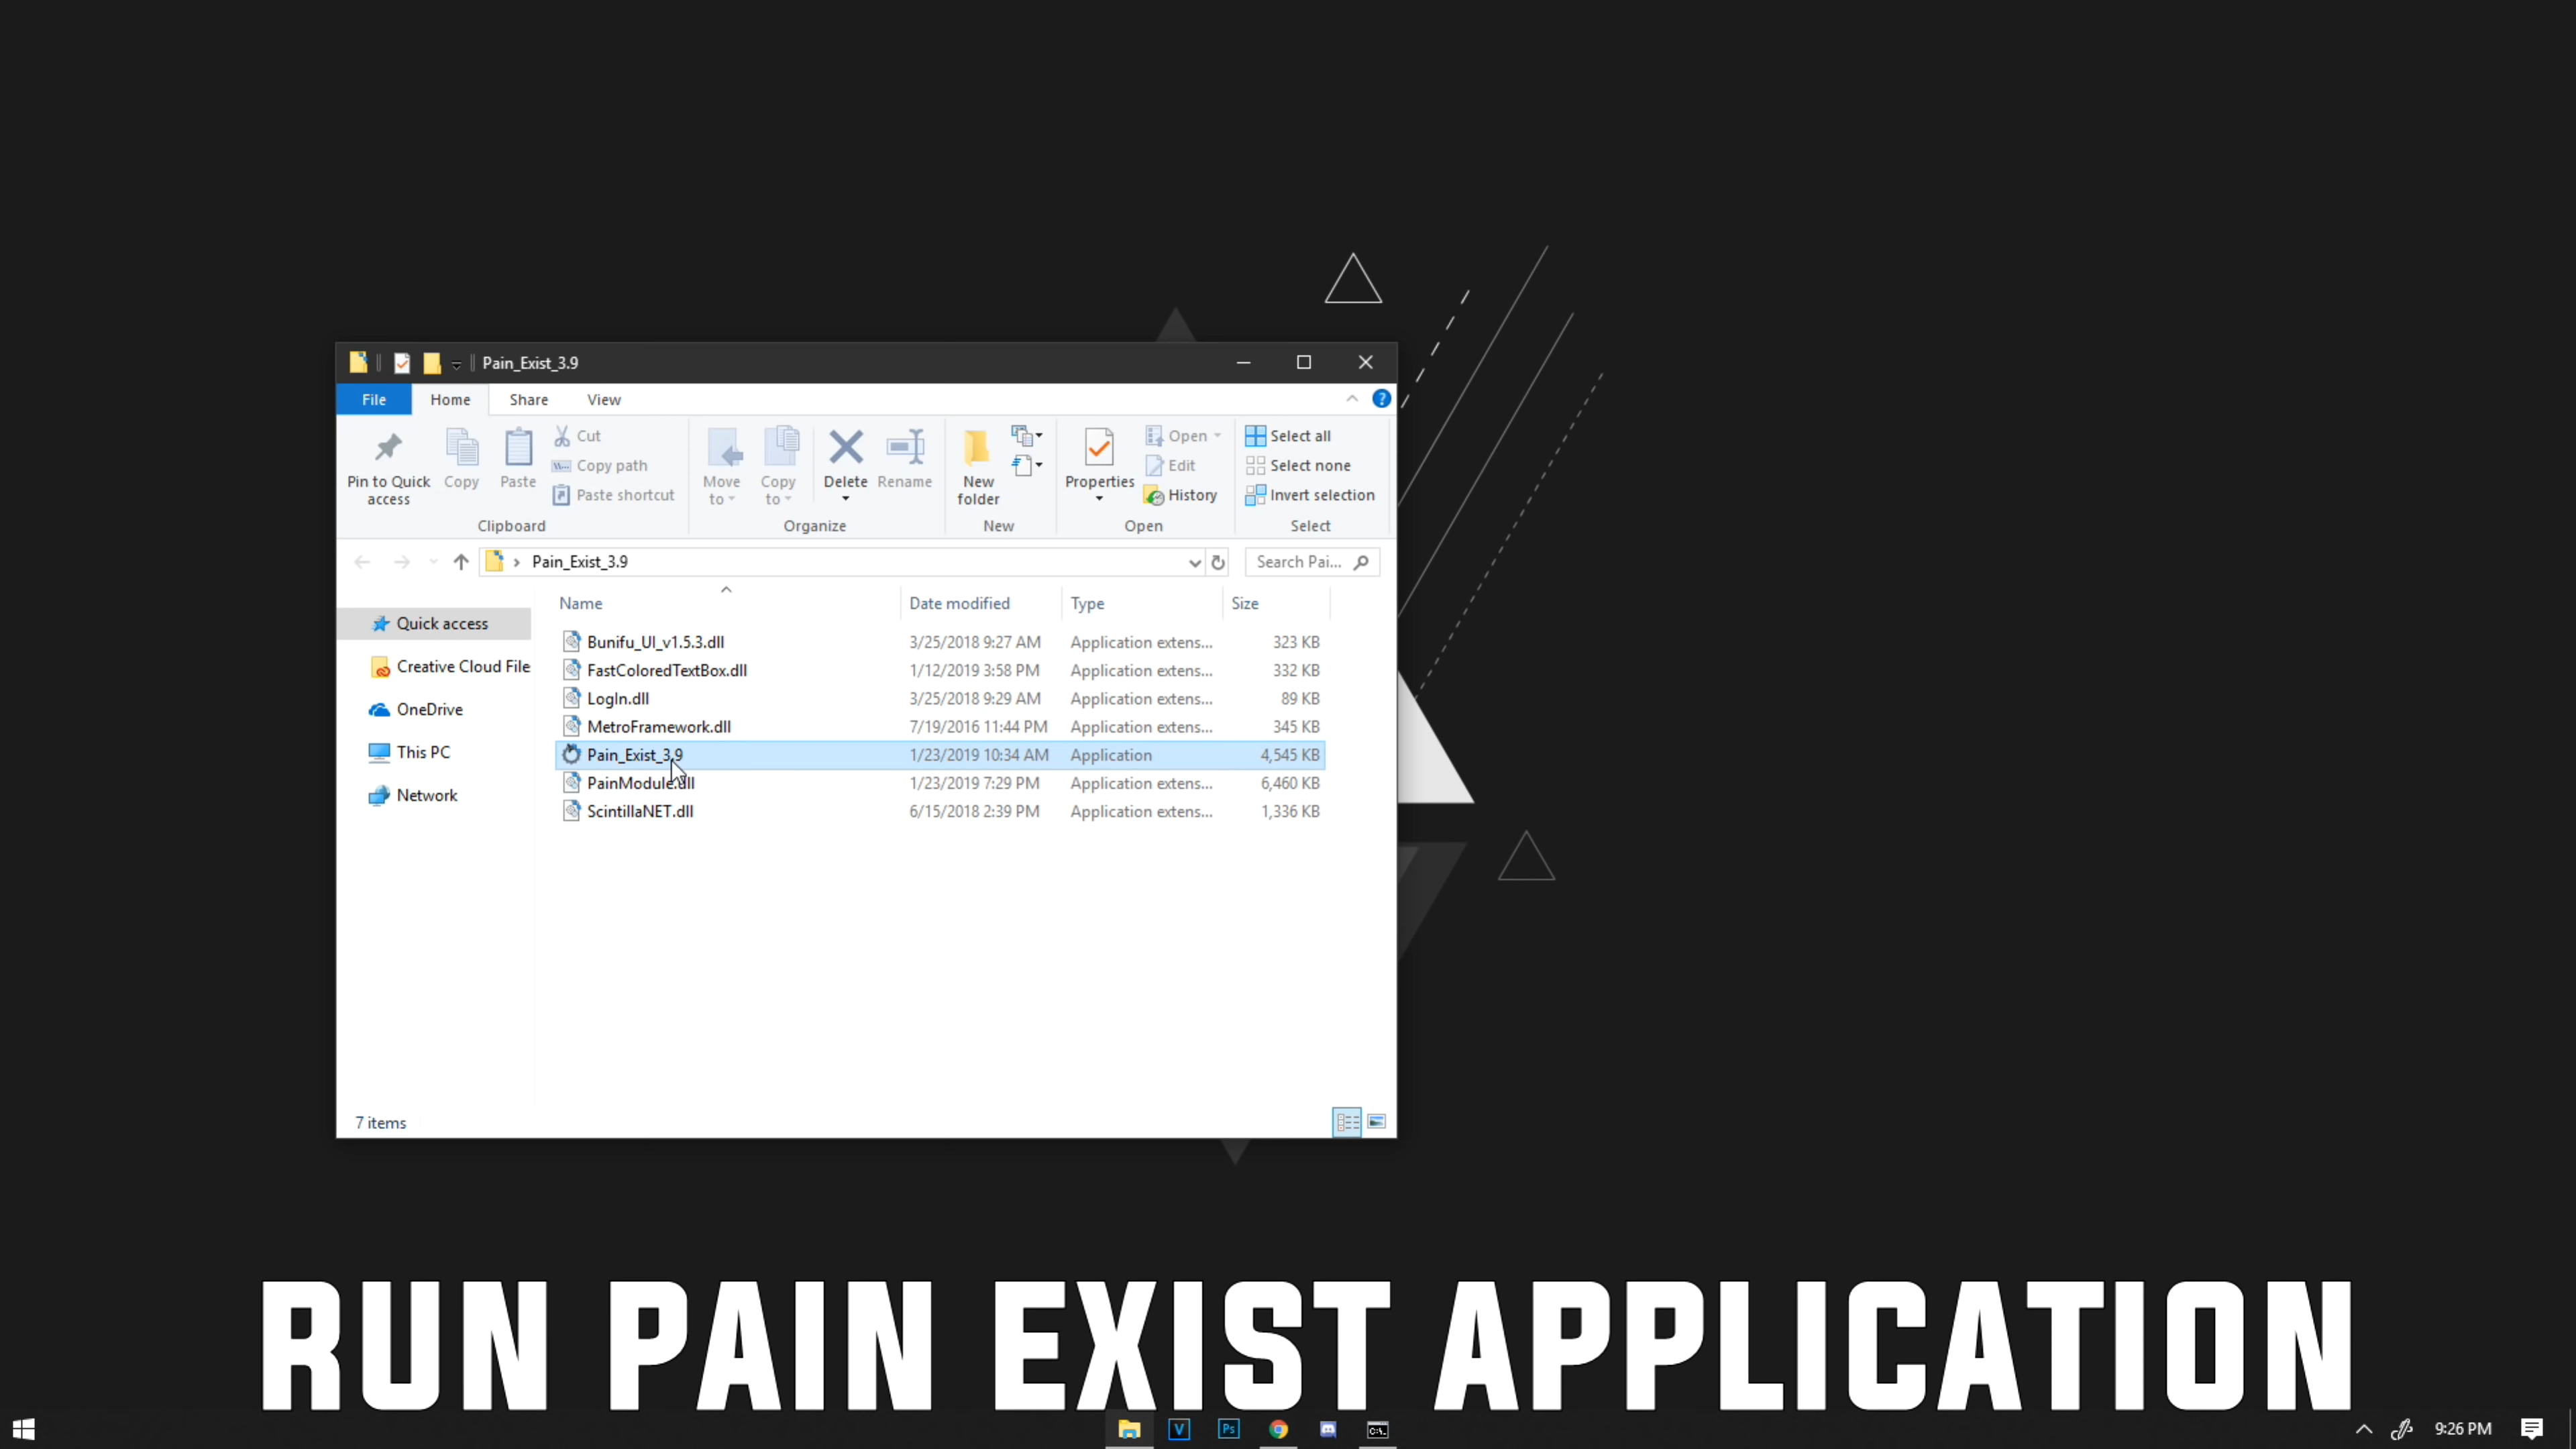 Pain_Exist_3.9
File Home Share View
Pin to Quick access
Copy
Paste
Cut
Copy path
Paste shortcut
Clipboard
Move to
Copy to
Delete
Rename
Organize
New folder
New
Properties
Open
Edit
History
Open
Select all
Select none
Invert selection
Select
Pain_Exist_3.9
Search Pai...
Quick access
Creative Cloud File
OneDrive
This PC
Network
Name Date modified Type Size
Bunifu_UI_v1.5.3.dll 3/25/2018 9:27 AM Application extens... 323 KB
FastColoredTextBox.dll 1/12/2019 3:58 PM Application extens... 332 KB
LogIn.dll 3/25/2018 9:29 AM Application extens... 89 KB
MetroFramework.dll 7/19/2016 11:44 PM Application extens... 345 KB
Pain_Exist_3.9 1/23/2019 10:34 AM Application 4,545 KB
PainModule.dll 1/23/2019 7:29 PM Application extens... 6,460 KB
ScintillaNET.dll 6/15/2018 2:39 PM Application extens... 1,336 KB
7 items
RUN PAIN EXIST APPLICATION
V
Ps
C:\.
9:26 PM